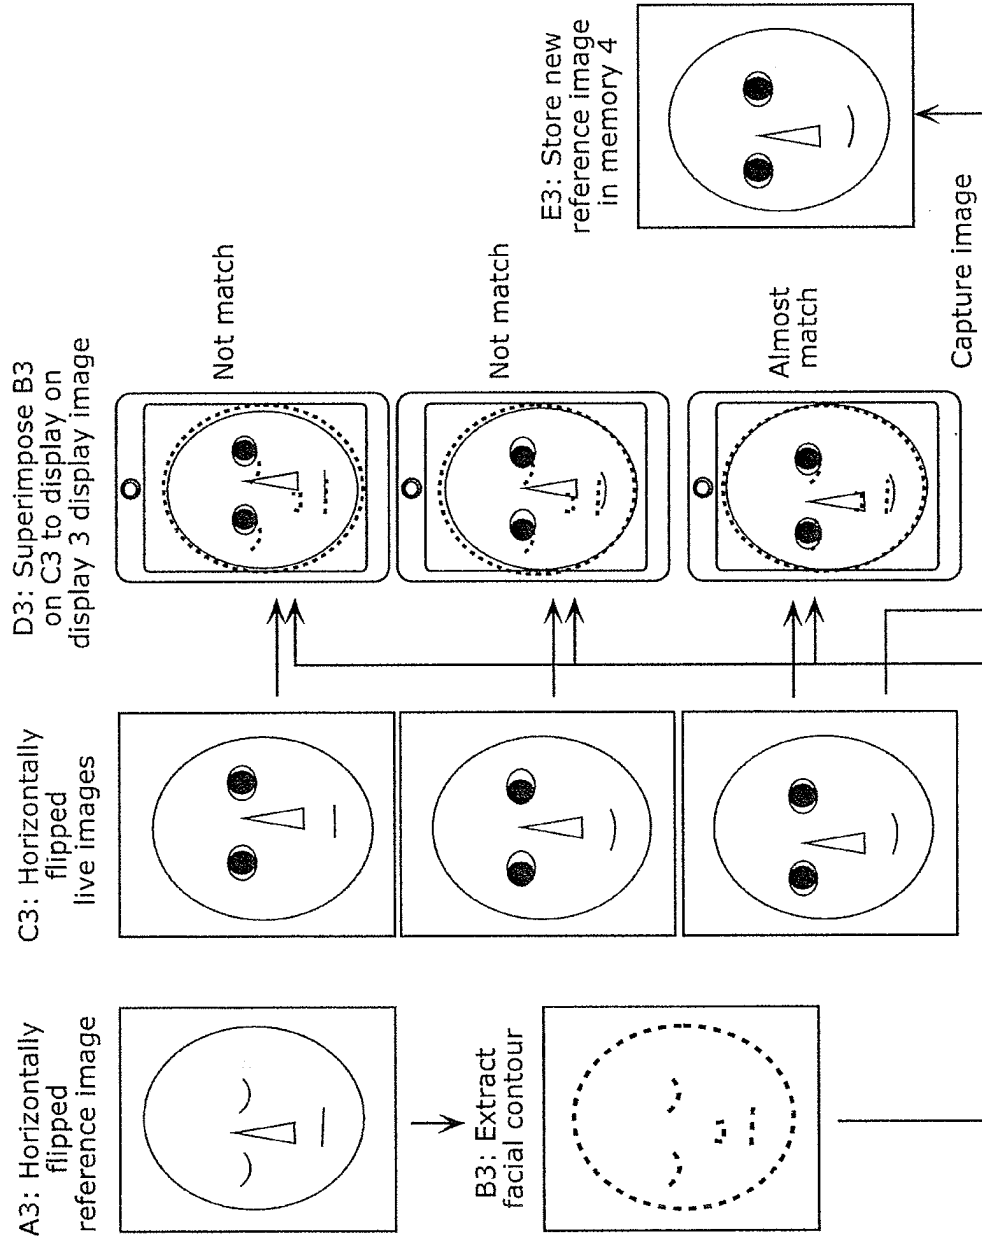 A3: Horizontally
flipped
reference image
B3: Extract
facial contour
C3: Horizontally
flipped
live images
D3: Superimpose B3
on C3 to display on
display 3 display image
Not match
Not match
Almost
match
E3: Store new
reference image
in memory 4
Capture image